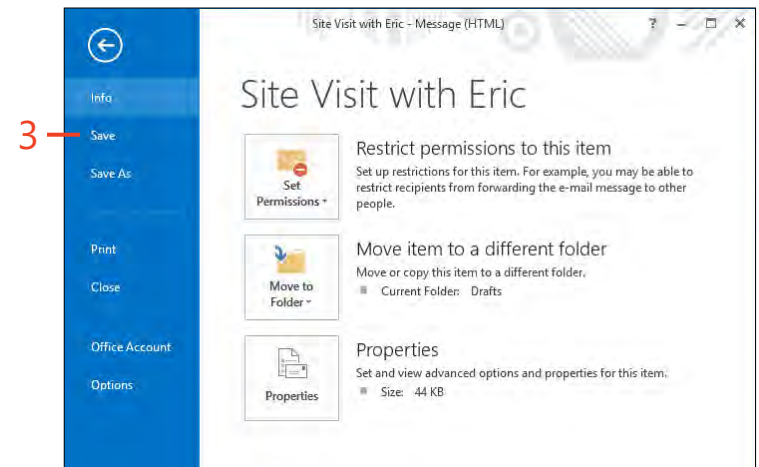 Site Visit with Eric - Message (HTML)
?
Info
3
Save
Save As
Print
Close
Office Account
Options
Site Visit with Eric
Set
Permissions
Restrict permissions to this item
Set up restrictions for this item. For example, you may be able to
restrict recipients from forwarding the e-mail message to other
people.
Move to
Folder
Move item to a different folder
Move or copy this item to a different folder.
Current Folder: Drafts
Properties
Properties
Set and view advanced options and properties for this item.
Size: 44 KB